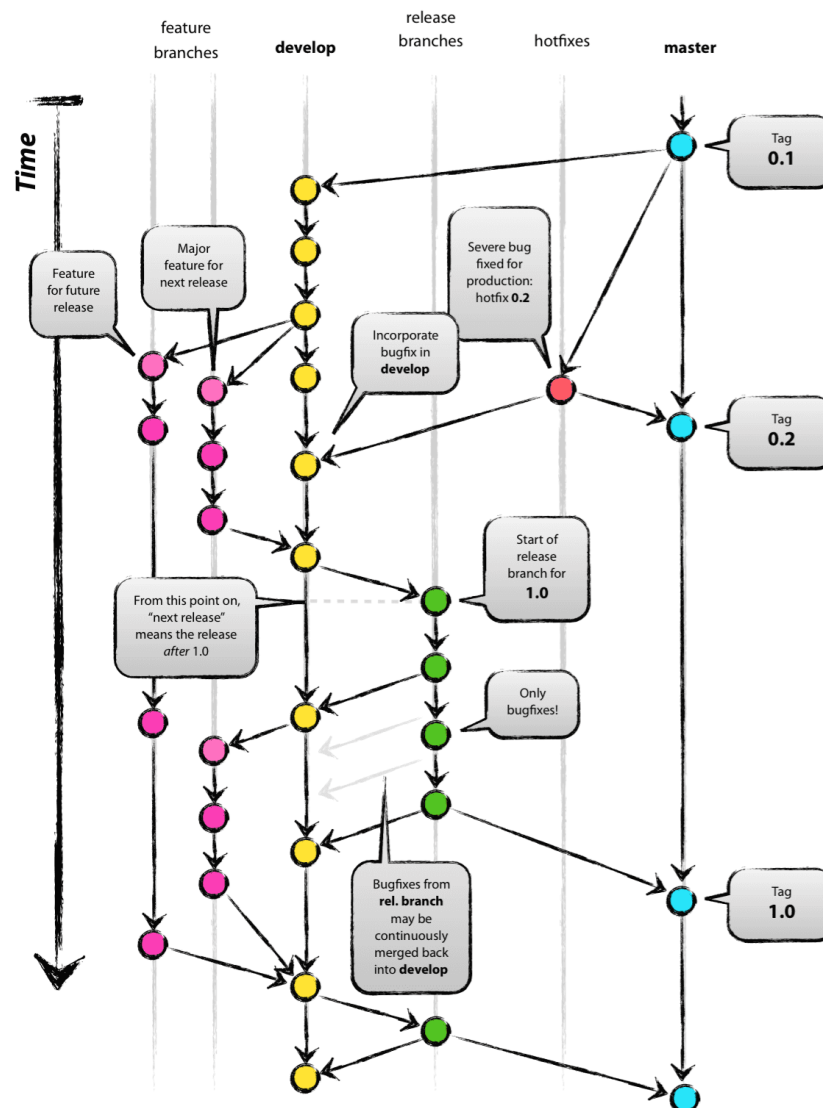 feature
branches
develop
release
branches
hotfixes
master
Time
Tag
0.1
Feature
for future
release
Major
feature for
next release
Severe bug
fixed for
production:
hotfix 0.2
Incorporate
bugfix in
develop
Tag
0.2
Start of
release
branch for
1.0
From this point on,
“next release”
means the release
after 1.0
Only
bugfixes!
Bugfixes from
rel. branch
may be
continuously
merged back
into develop
Tag
1.0